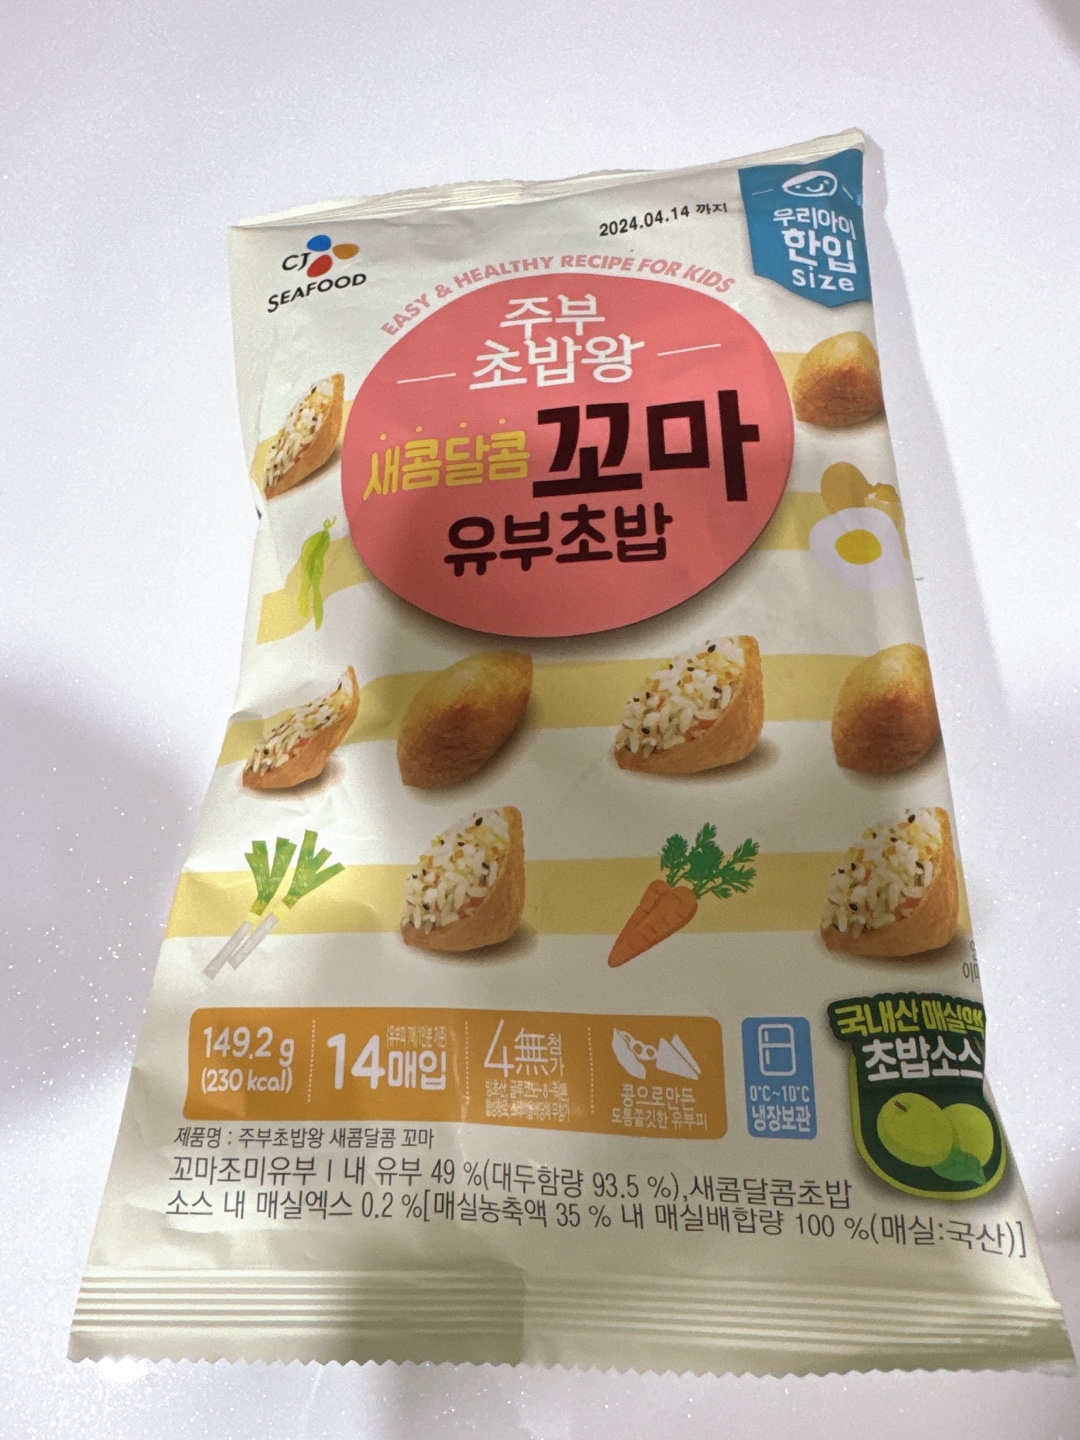 2024.04.14 까지
우리아이
한입
size
CJ
SEAFOOD
EASY & HEALTHY RECIPE FOR KIDS
주부
초밥왕
새콤달콤 꼬마
유부초밥
국내산 매실액
초밥소스
149.2 g
(230 kcal)
14매입
4無첨가
콩으로만든
도톰쫄깃한 유부피
0°C~10°C
냉장보관
제품명 : 주부초밥왕 새콤달콤 꼬마
꼬마조미유부 I 내 유부 49 %(대두함량 93.5 %),새콤달콤초밥
소스 내 매실엑스 0.2 %[매실농축액 35 % 내 매실배합량 100 %(매실:국산)]